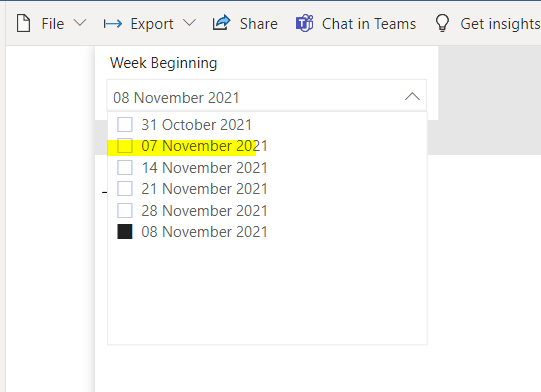 File Export Share Chat in Teams Get insights
Week Beginning
08 November 2021
31 October 2021
07 November 2021
14 November 2021
21 November 2021
28 November 2021
08 November 2021